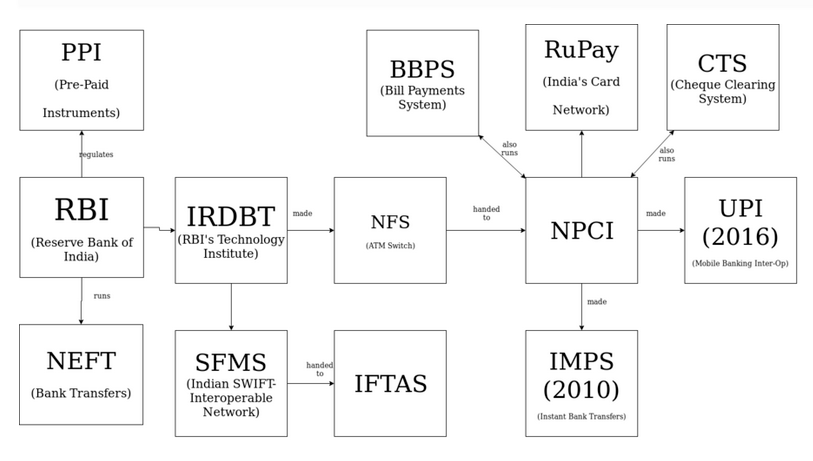 PPI
(Pre-Paid
Instruments)
BBPS
(Bill Payments
System)
RuPay
(India's Card
Network)
CTS
(Cheque Clearing
System)
regulates
also
runs
also
runs
RBI
(Reserve Bank of
India)
IRDBT
(RBI's Technology
Institute)
made
NFS
(ATM Switch)
handed
to
NPCI
made
UPI
(2016)
(Mobile Banking Inter-Op)
runs
made
NEFT
(Bank Transfers)
SFMS
(Indian SWIFT-
Interoperable
Network)
handed
to
IFTAS
IMPS
(2010)
(Instant Bank Transfers)